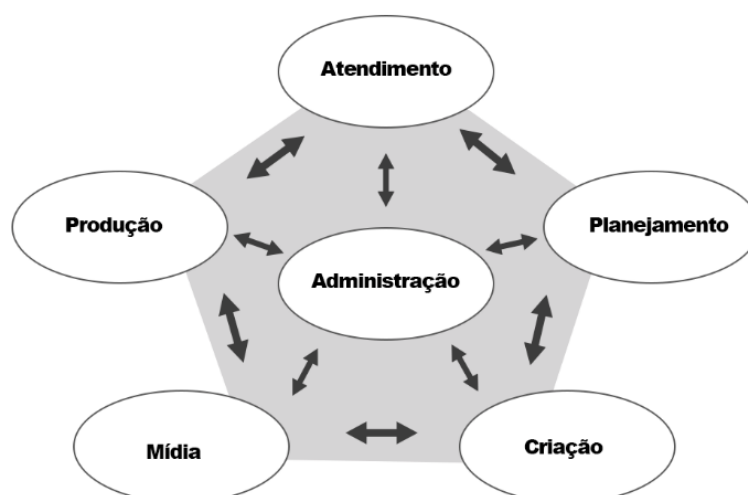 Atendimento
Produção
Planejamento
Administração
Mídia
Criação